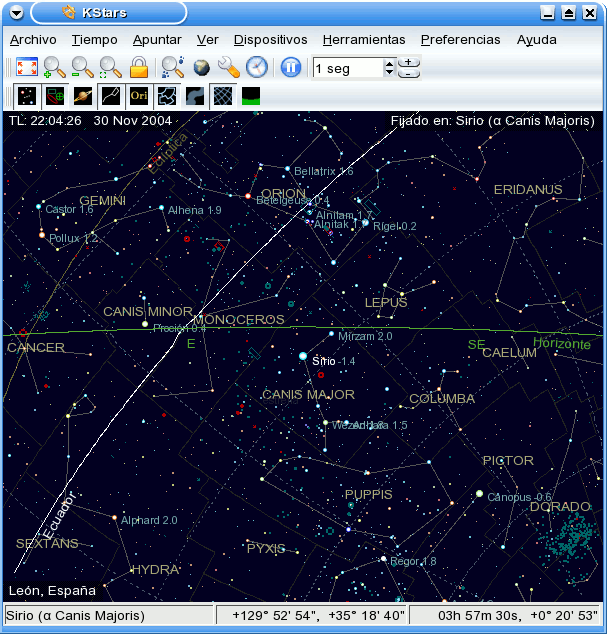 KStars
Archivo Tiempo Apuntar Ver Dispositivos Herramientas Preferencias Ayuda
1 seg
Ori
TL: 22:04:26 30 Nov 2004 Fijado en: Sirio (α Canis Majoris)
Eclíptica
Bellatrix 1.6
ORION
ERIDANUS
GEMINI
Betelgeuse 0.4
Castor 1.6
Alhena 1.9
Alnilam 1.7
Alnitak
Rigel 0.2
Pollux 1.2
LEPUS
CANIS MINOR
MONOCEROS
Proción 0.4
Mirzam 2.0
E
SE
Horizonte
CANCER
CAELUM
Sirio -1.4
CANIS MAJOR
COLUMBA
Wezen
Adhara 1.5
PICTOR
PUPPIS
Canopus -0.6
DORADO
Ecuador
Alphard 2.0
SEXTANS
PYXIS
Regor 1.8
HYDRA
León, España
Sirio (α Canis Majoris) +129° 52' 54", +35° 18' 40" 03h 57m 30s, +0° 20' 53"